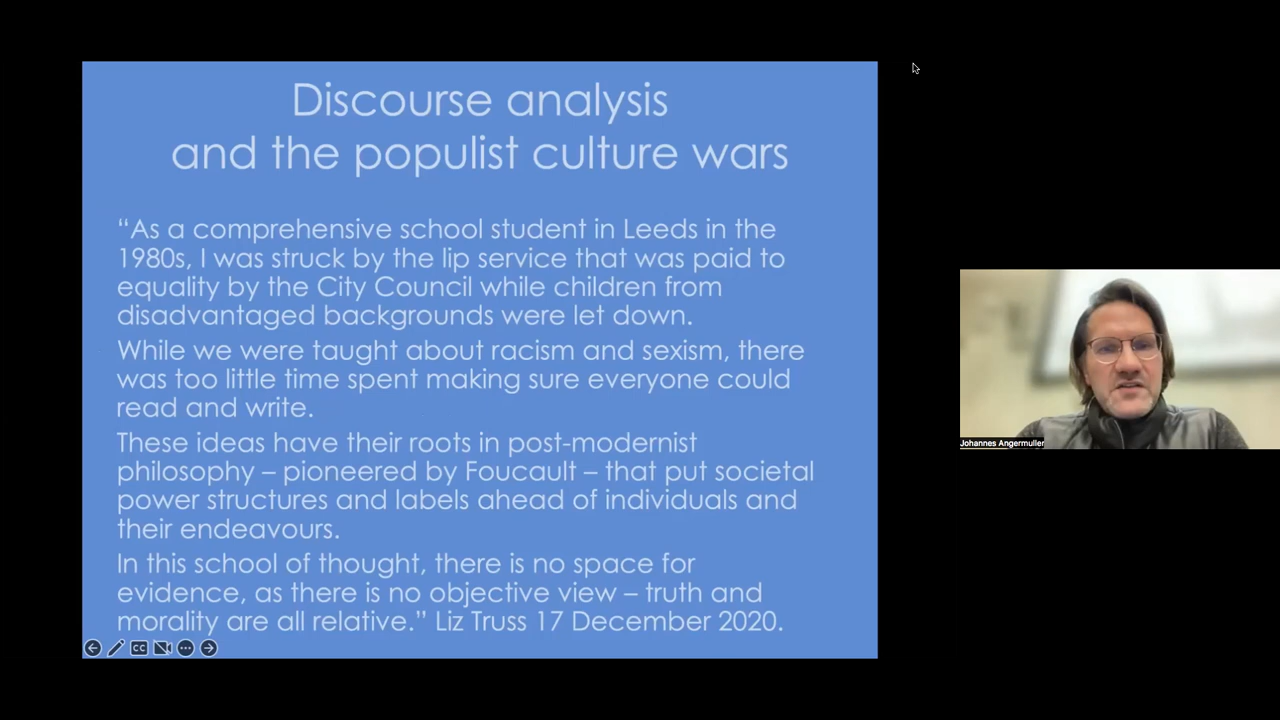 Discourse analysis
and the populist culture wars
“As a comprehensive school student in Leeds in the
1980s, I was struck by the lip service that was paid to
equality by the City Council while children from
disadvantaged backgrounds were let down.
While we were taught about racism and sexism, there
was too little time spent making sure everyone could
read and write.
These ideas have their roots in post-modernist
philosophy – pioneered by Foucault – that put societal
power structures and labels ahead of individuals and
their endeavours.
In this school of thought, there is no space for
evidence, as there is no objective view – truth and
morality are all relative.” Liz Truss 17 December 2020.
CC
Johannes Angermuller